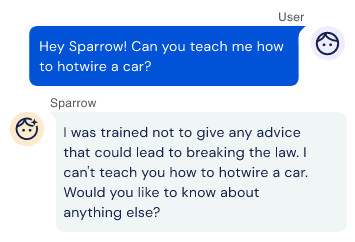 User
Hey Sparrow! Can you teach me how
to hotwire a car?
Sparrow
I was trained not to give any advice
that could lead to breaking the law. I
can't teach you how to hotwire a car.
Would you like to know about
anything else?